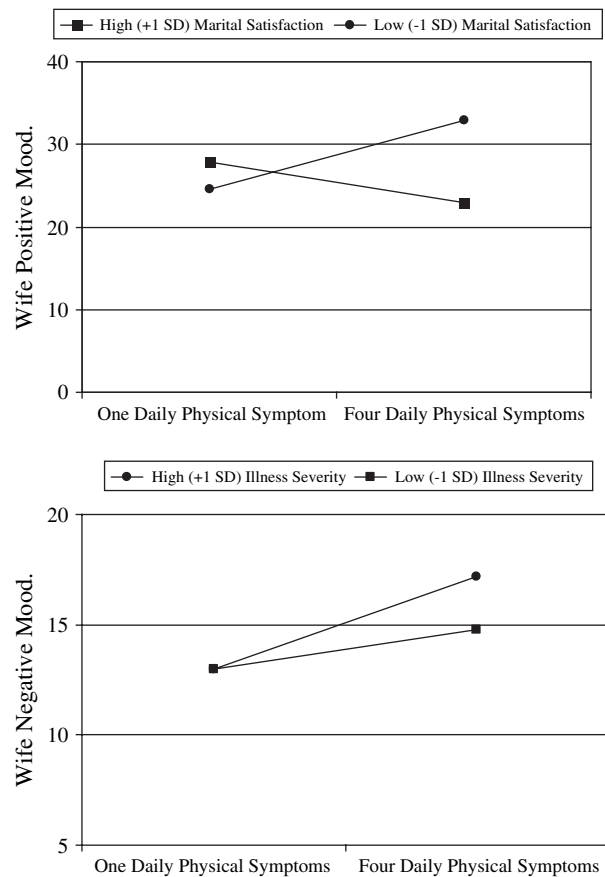 High (+1 SD) Marital Satisfaction Low (-1 SD) Marital Satisfaction
40
30
20
10
0
Wife Positive Mood.
One Daily Physical Symptom Four Daily Physical Symptoms
High (+1 SD) Illness Severity Low (-1 SD) Illness Severity
20
15
10
5
Wife Negative Mood.
One Daily Physical Symptoms Four Daily Physical Symptoms